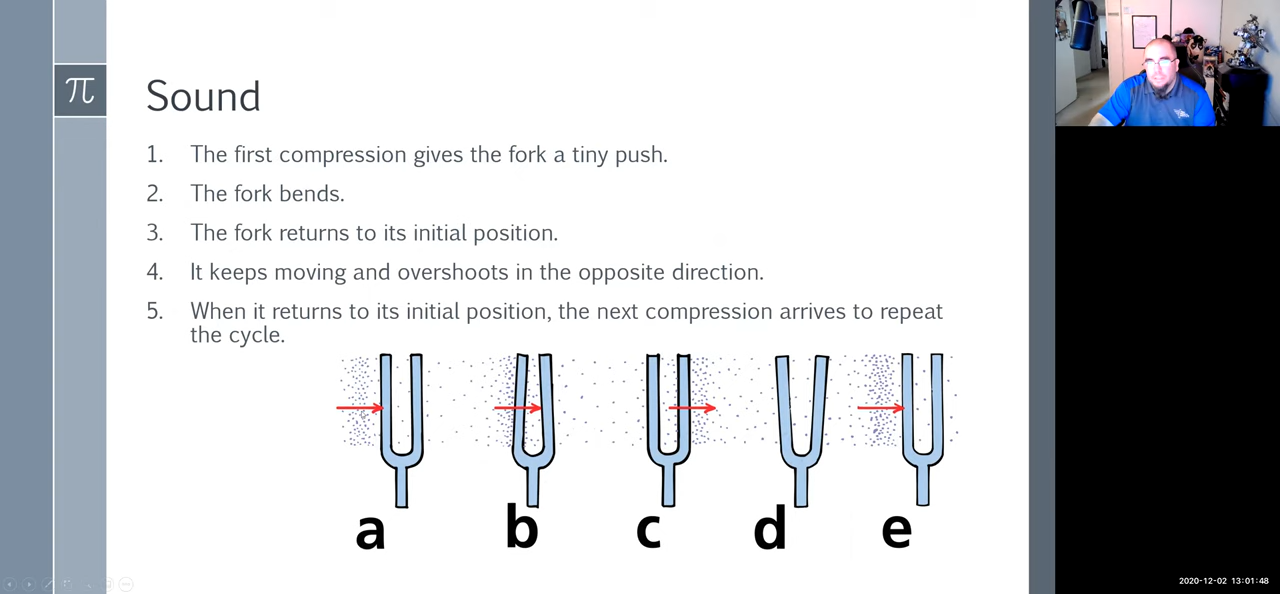 π
Sound
1. The first compression gives the fork a tiny push.
2. The fork bends.
3. The fork returns to its initial position.
4. It keeps moving and overshoots in the opposite direction.
5. When it returns to its initial position, the next compression arrives to repeat
the cycle.
a b c d e
2020-12-02 13:01:48